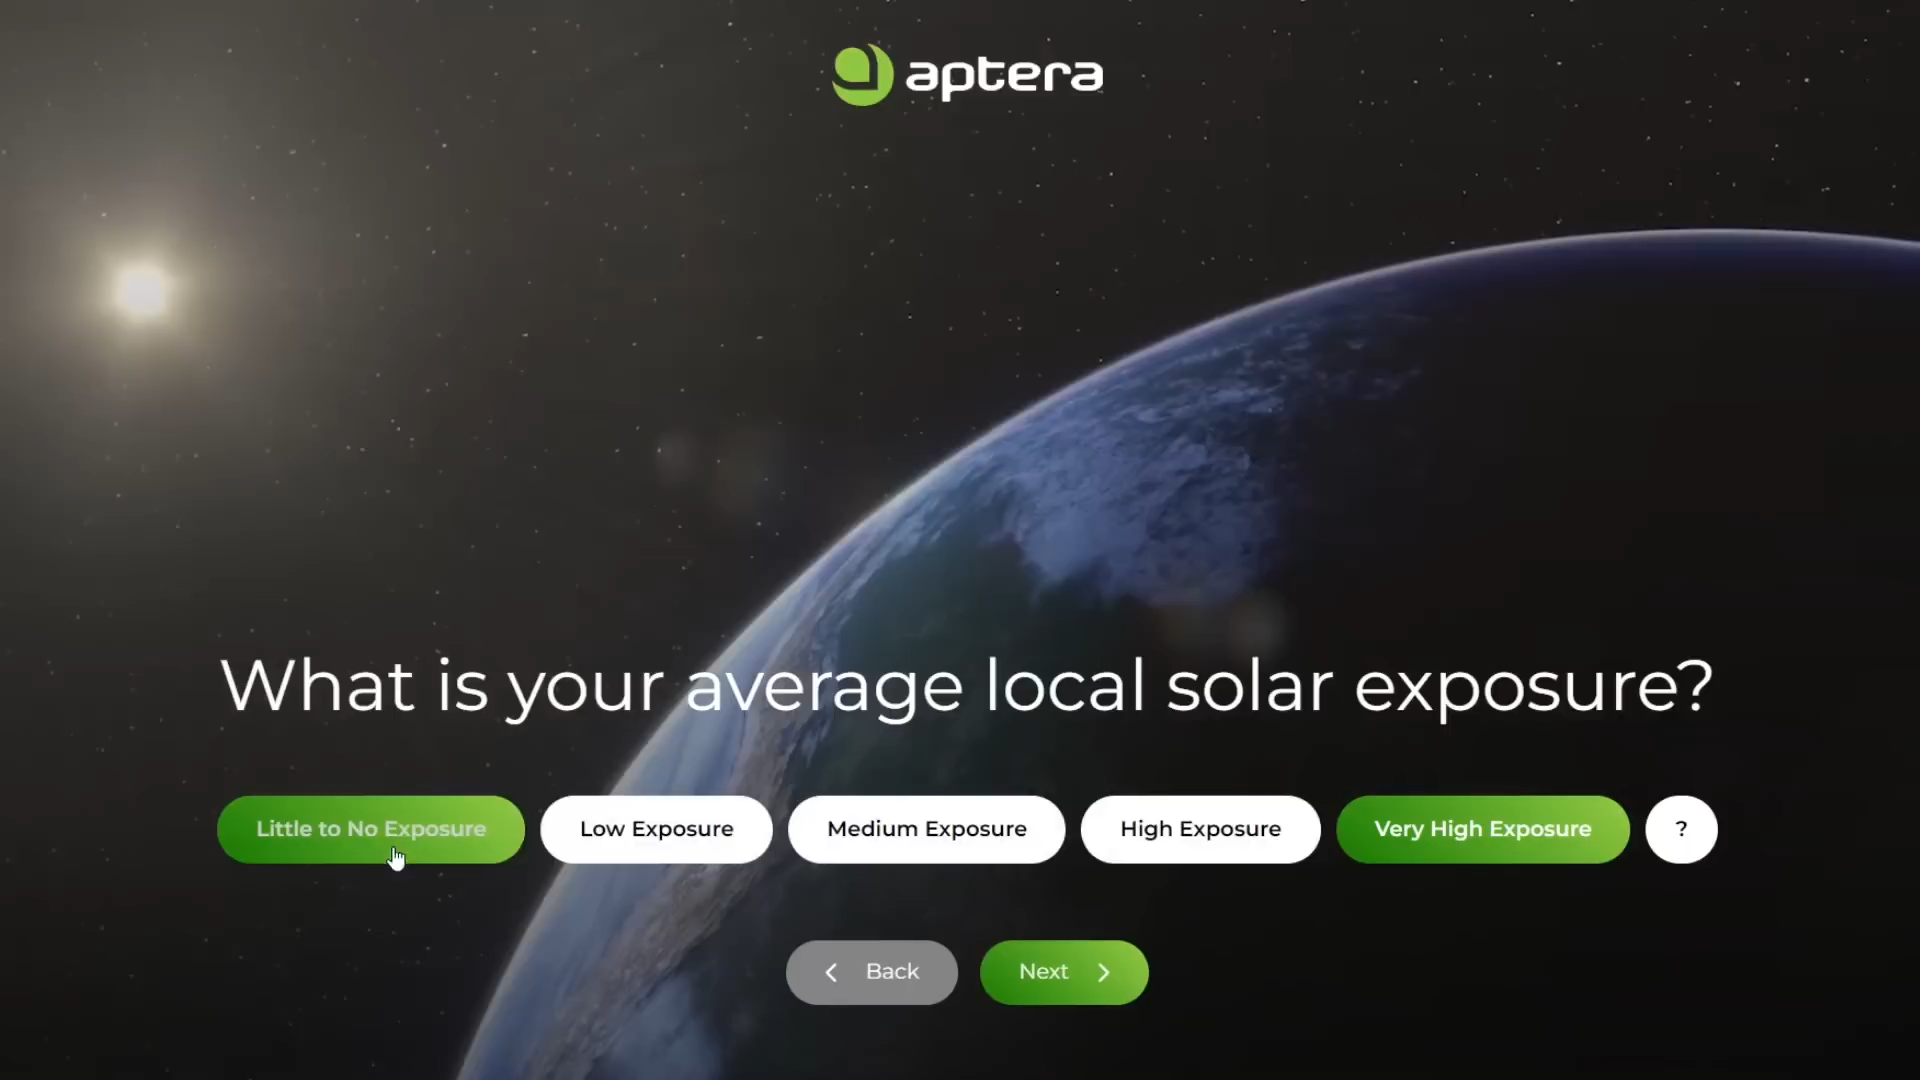 aptera
What is your average local solar exposure?
Little to No Exposure
Low Exposure
Medium Exposure
High Exposure
Very High Exposure
?
Back
Next